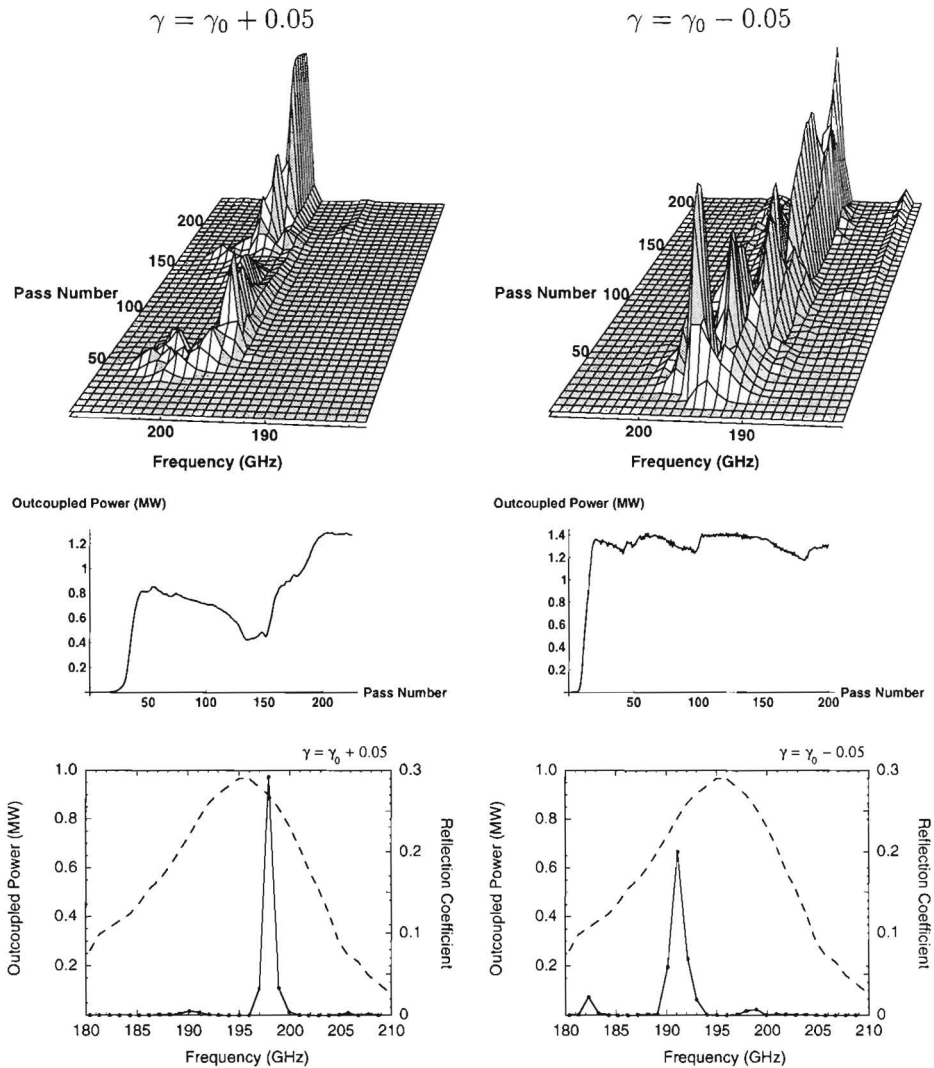 γ = γ₀ + 0.05
γ = γ₀ − 0.05
200
150
Pass Number
100
50
200
190
Frequency (GHz)
200
150
Pass Number
100
50
200
190
Frequency (GHz)
Outcoupled Power (MW)
1.2
1
0.8
0.6
0.4
0.2
50
100
150
200
Pass Number
Outcoupled Power (MW)
1.4
1.2
1
0.8
0.6
0.4
0.2
50
100
150
200
Pass Number
γ = γ₀ + 0.05
1.0
0.8
0.6
0.4
0.2
Outcoupled Power (MW)
0.3
0.2
0.1
0
Reflection Coefficient
180 185 190 195 200 205 210
Frequency (GHz)
γ = γ₀ − 0.05
1.0
0.8
0.6
0.4
0.2
Outcoupled Power (MW)
0.3
0.2
0.1
0
Reflection Coefficient
180 185 190 195 200 205 210
Frequency (GHz)